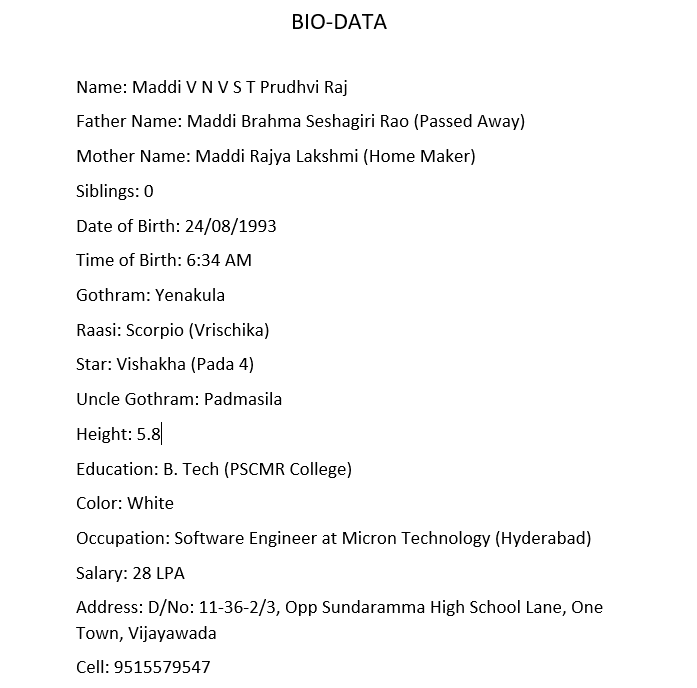 BIO-DATA
Name: Maddi V N V S T Prudhvi Raj
Father Name: Maddi Brahma Seshagiri Rao (Passed Away)
Mother Name: Maddi Rajya Lakshmi (Home Maker)
Siblings: 0
Date of Birth: 24/08/1993
Time of Birth: 6:34 AM
Gothram: Yenakula
Raasi: Scorpio (Vrischika)
Star: Vishakha (Pada 4)
Uncle Gothram: Padmasila
Height: 5.8
Education: B. Tech (PSCMR College)
Color: White
Occupation: Software Engineer at Micron Technology (Hyderabad)
Salary: 28 LPA
Address: D/No: 11-36-2/3, Opp Sundaramma High School Lane, One
Town, Vijayawada
Cell: 9515579547